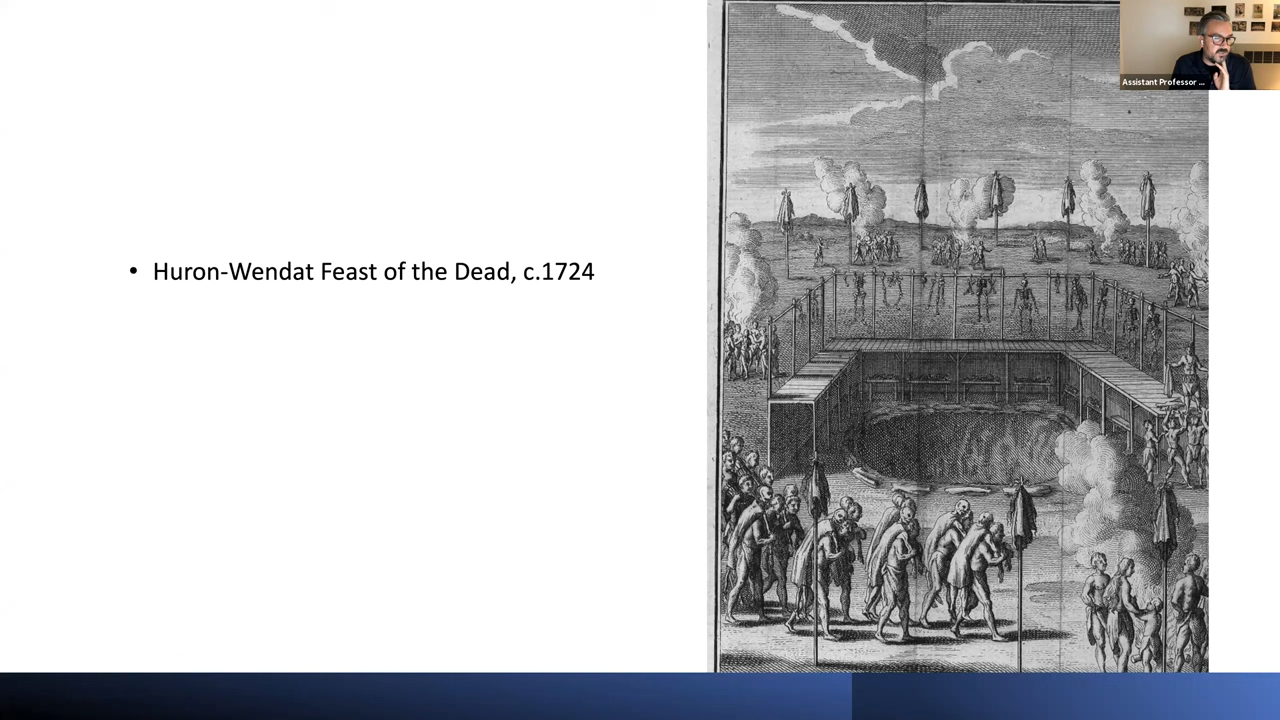 • Huron-Wendat Feast of the Dead, c.1724
Assistant Professor ...